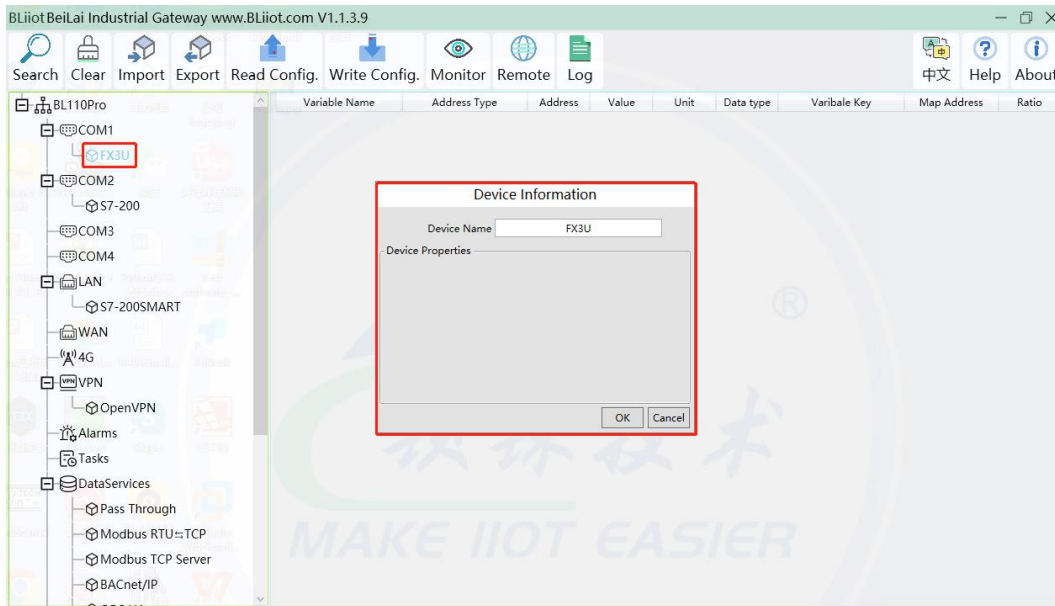 BLiiot BeiLai Industrial Gateway www.BLiiot.com V1.1.3.9
Search Clear Import Export Read Config. Write Config. Monitor Remote Log 中文 Help About
Variable Name Address Type Address Value Unit Data type Varibale Key Map Address Ratio
BL110Pro
COM1
FX3U
COM2
S7-200
COM3
COM4
LAN
S7-200SMART
WAN
4G
VPN
OpenVPN
Alarms
Tasks
DataServices
Pass Through
Modbus RTU⇆TCP
Modbus TCP Server
BACnet/IP
Device Information
Device Name FX3U
Device Properties
OK Cancel
®
技术
MAKE IIOT EASIER